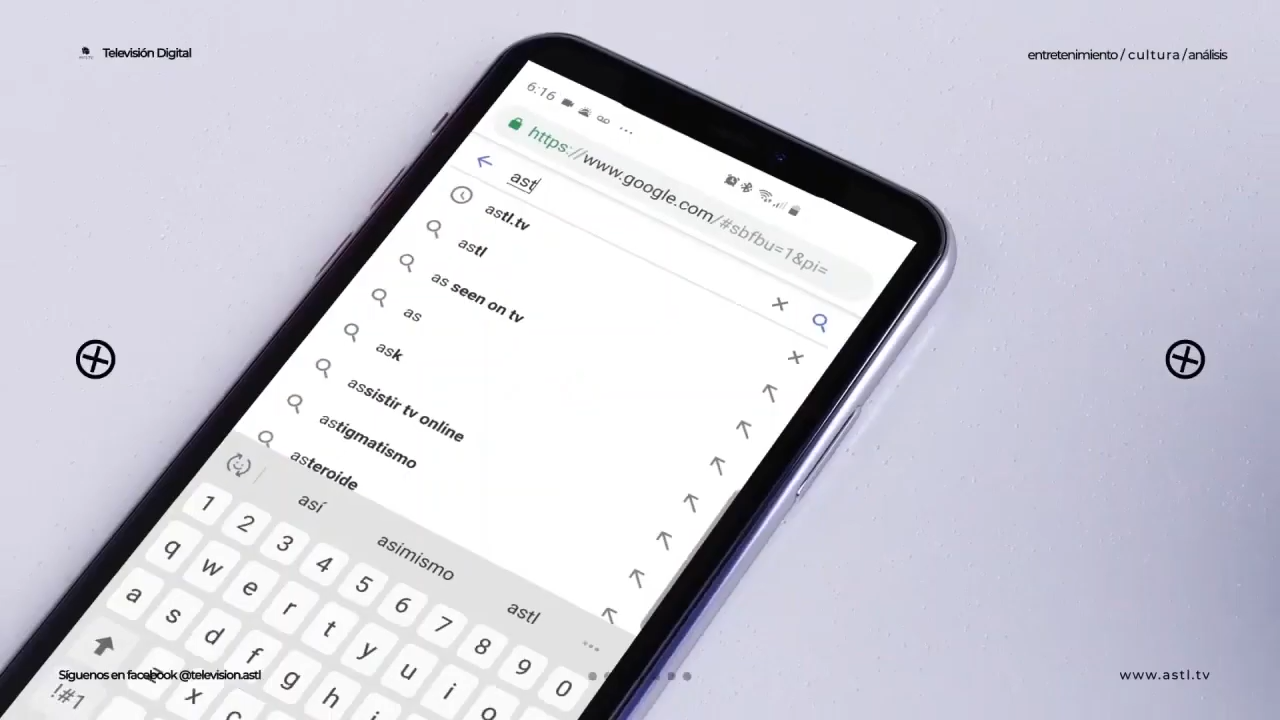 Televisión Digital
entretenimiento / cultura / análisis
6:16
https://www.google.com/#sbfbu=1&pi=
astl
astl.tv
astl
as seen on tv
as
ask
assistir tv online
astigmatismo
asteroide
así
asimismo
astl
1 2 3 4 5 6 7 8 9 0
q w e r t y u i o
a s d f g h j
z x c
!#1
Síguenos en facebook @television.astl
www.astl.tv